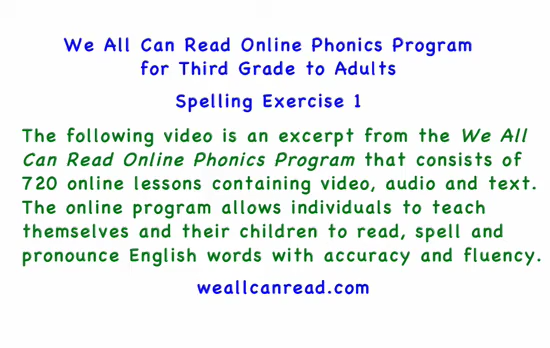 We All Can Read Online Phonics Program
for Third Grade to Adults
Spelling Exercise 1
The following video is an excerpt from the We All
Can Read Online Phonics Program that consists of
720 online lessons containing video, audio and text.
The online program allows individuals to teach
themselves and their children to read, spell and
pronounce English words with accuracy and fluency.
weallcanread.com